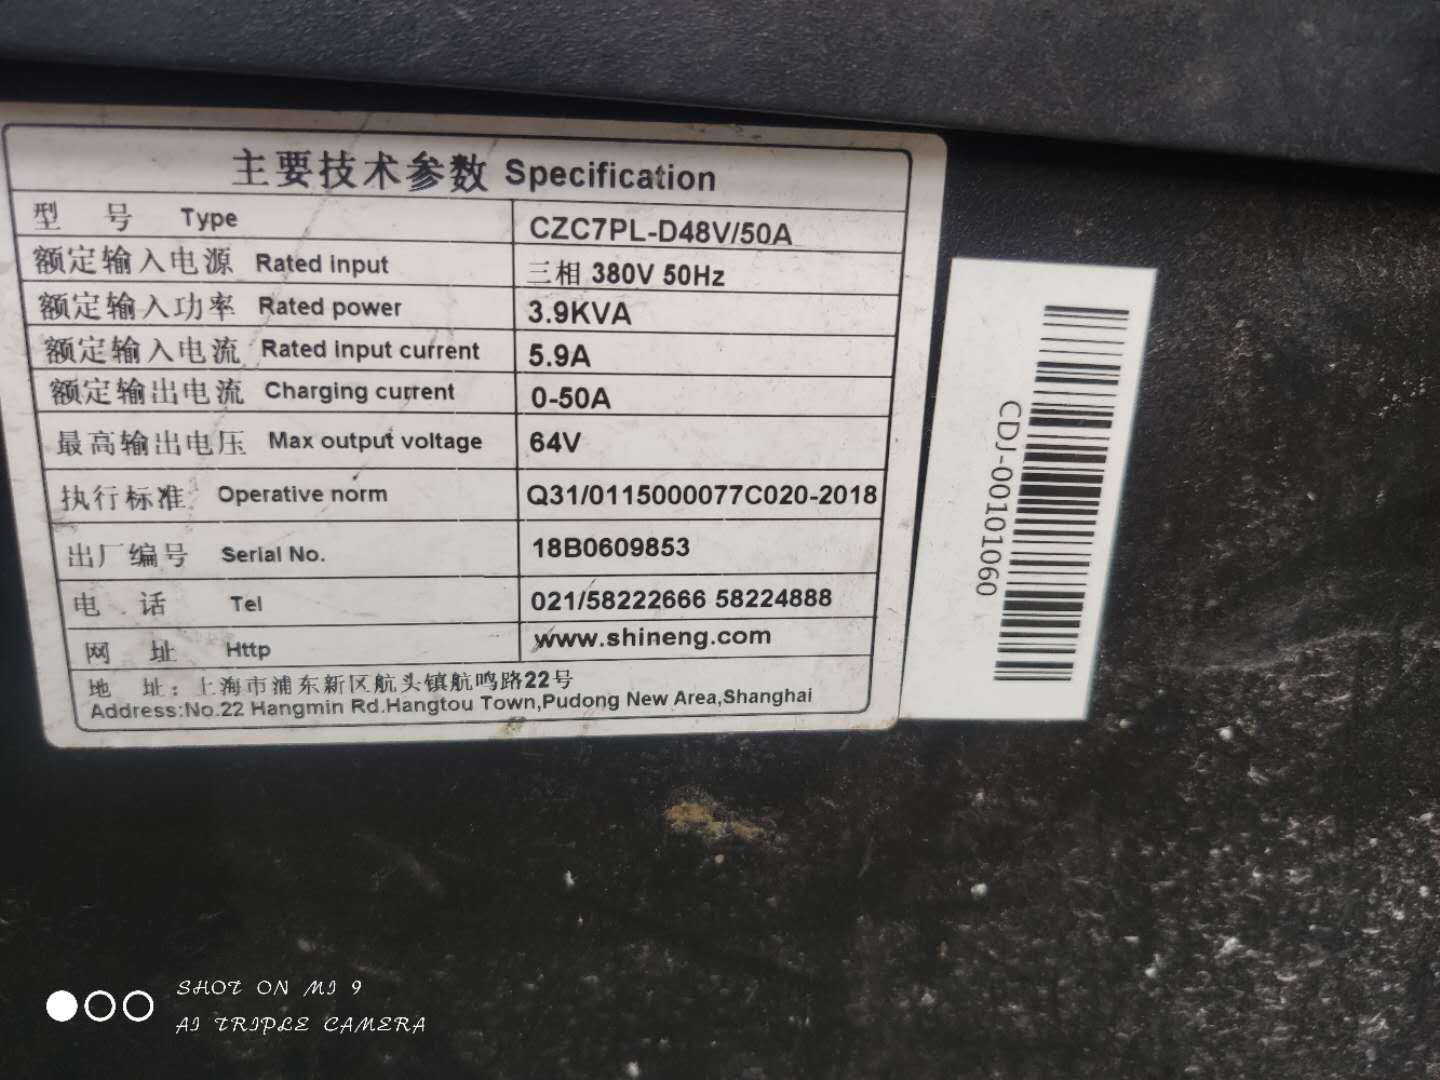 主要技术参数 Specification
型 号 Type CZC7PL-D48V/50A
额定输入电源 Rated input 三相 380V 50Hz
额定输入功率 Rated power 3.9KVA
额定输入电流 Rated input current 5.9A
额定输出电流 Charging current 0-50A
最高输出电压 Max output voltage 64V
执行标准 Operative norm Q31/0115000077C020-2018
出厂编号 Serial No. 18B0609853
电 话 Tel 021/58222666 58224888
网 址 Http www.shineng.com
地 址：上海市浦东新区航头镇航鸣路22号
Address:No.22 Hangmin Rd.Hangtou Town,Pudong New Area,Shanghai
CDJ-00101060
SHOT ON MI 9
AI TRIPLE CAMERA